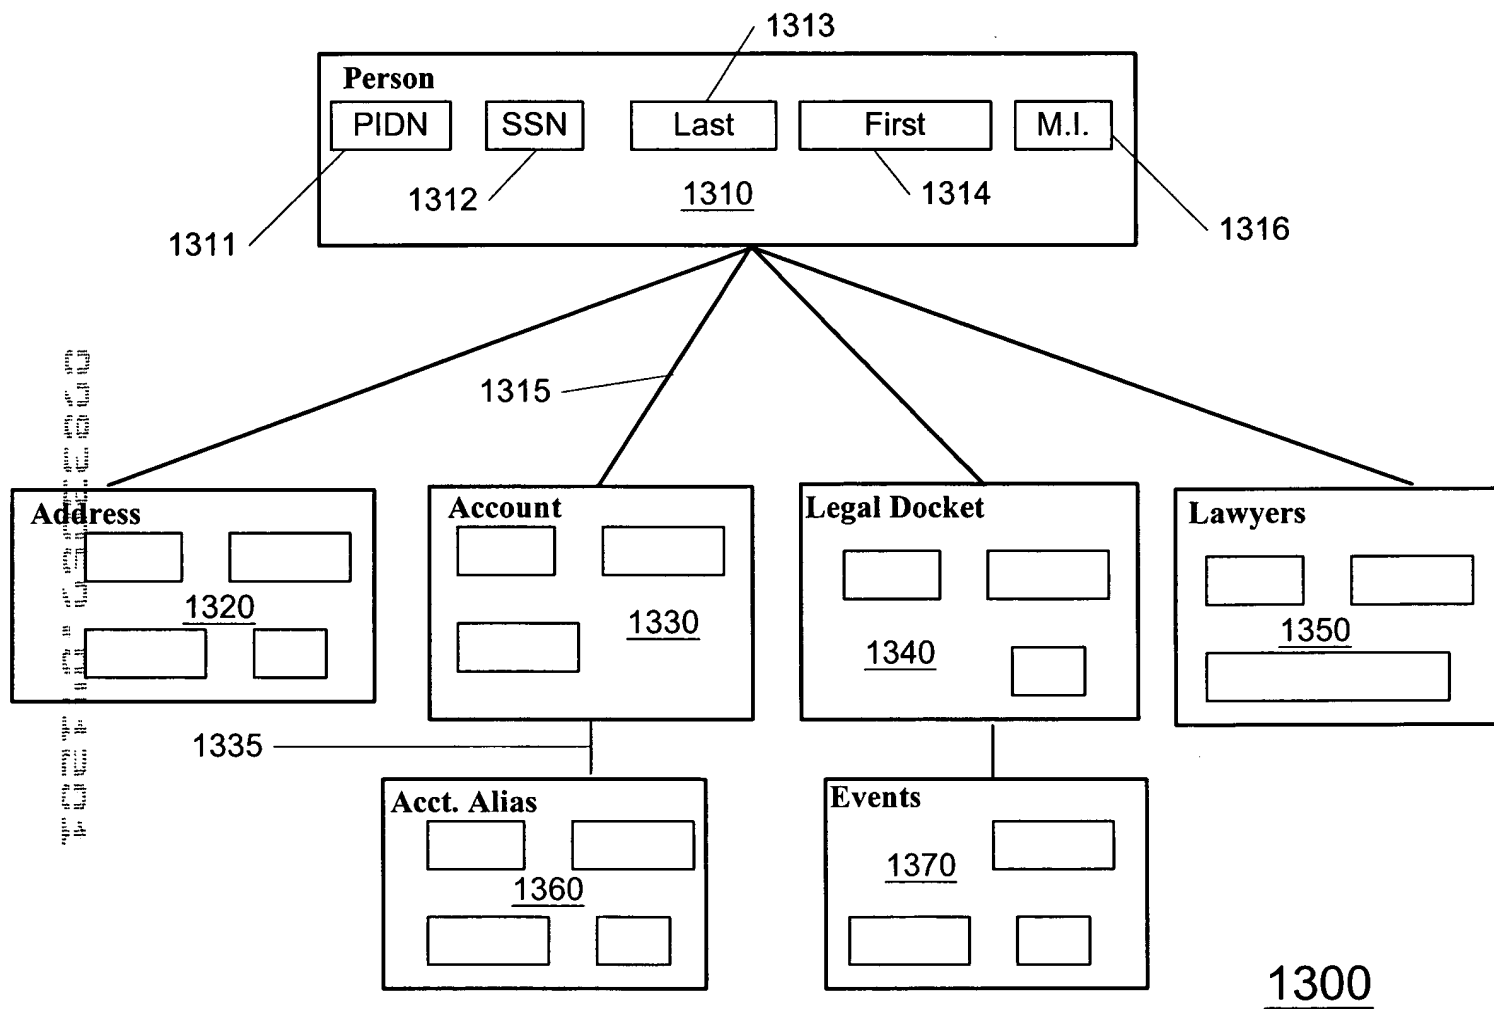 1313
Person
PIDN SSN Last First M.I.
1312 1310 1314
1311 1316
1315
Address Account Legal Docket Lawyers
1320 1330 1340 1350
1335
Acct. Alias Events
1360 1370
1300